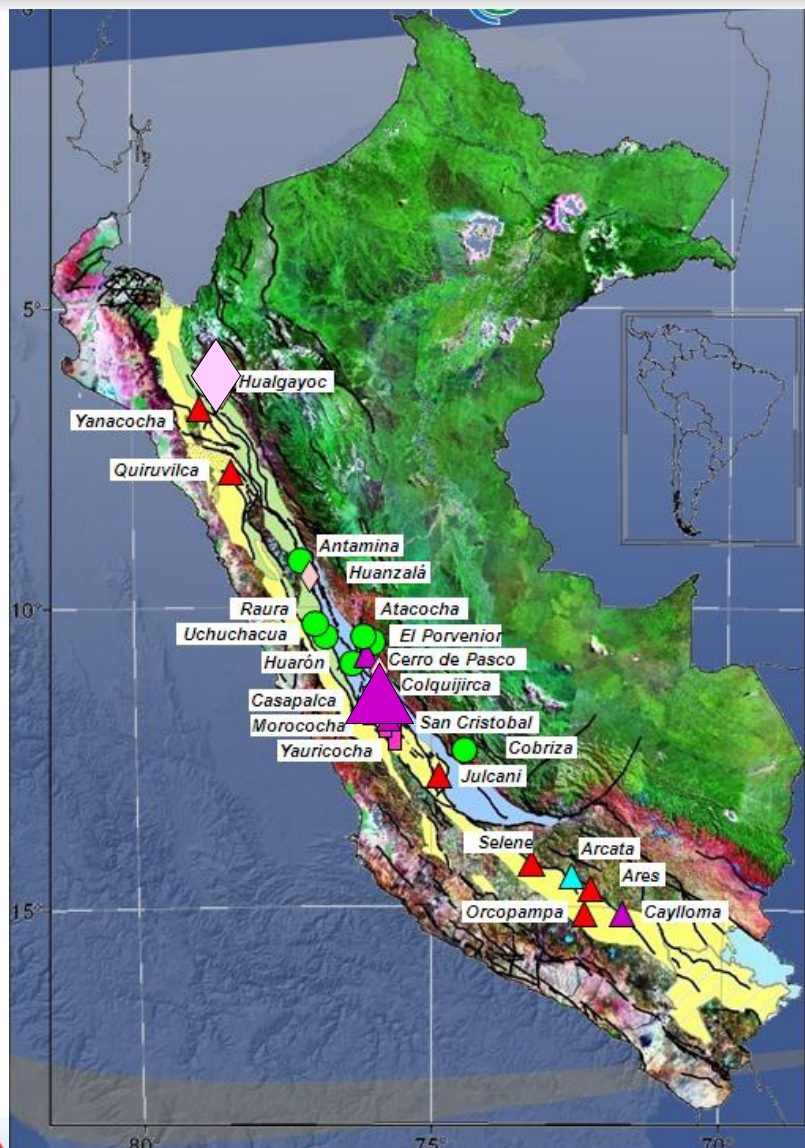 0
5°
Hualgayoc
Yanacocha
Quiruvilca
Antamina
Huanzalá
10°
Raura
Atacocha
Uchuchacua
El Porvenior
Huarón
Cerro de Pasco
Colquijirca
Casapalca
Morococha
San Cristobal
Yauricocha
Cobriza
Julcani
Selene
Arcata
Ares
15°
Orcopampa
Caylloma
80°
75°
70°